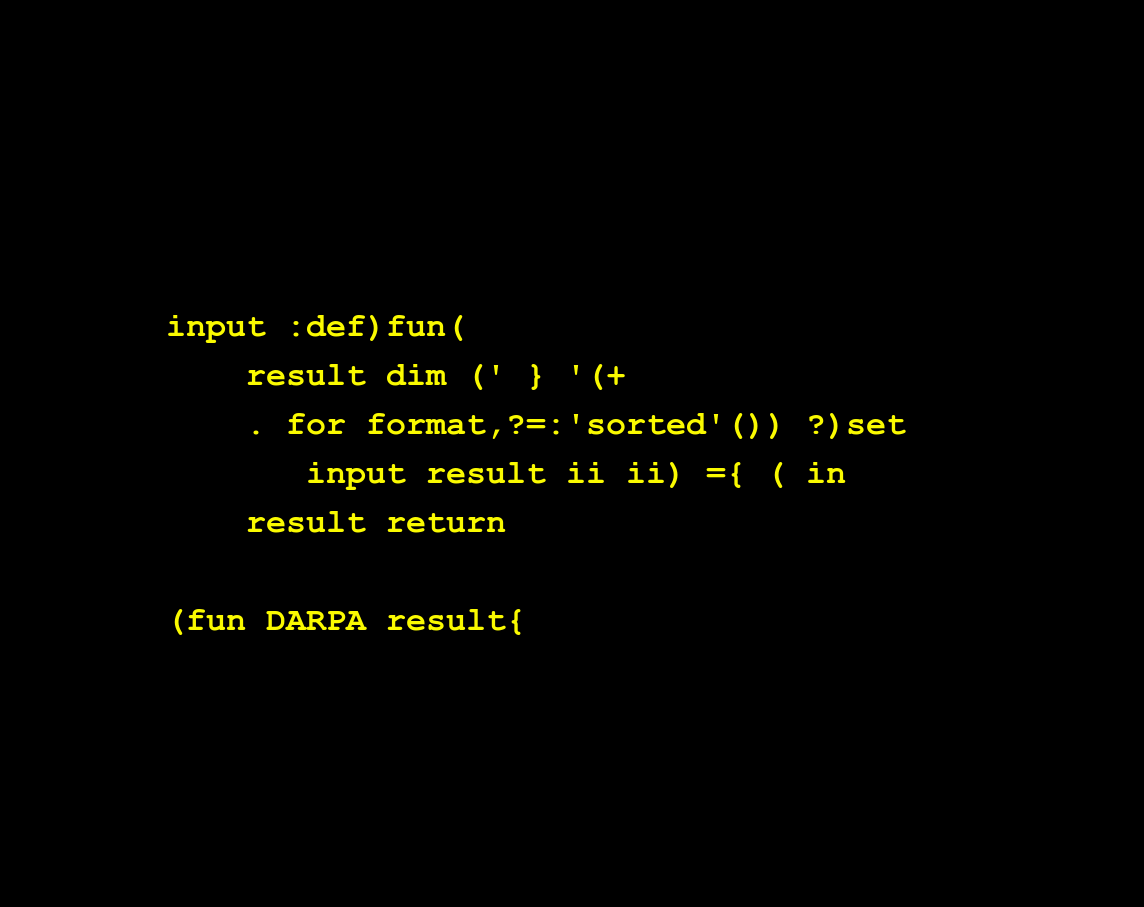 input :def)fun(
result dim (' } '(+
. for format,?=:'sorted'()) ?)set
input result ii ii) ={ ( in
result return
(fun DARPA result{